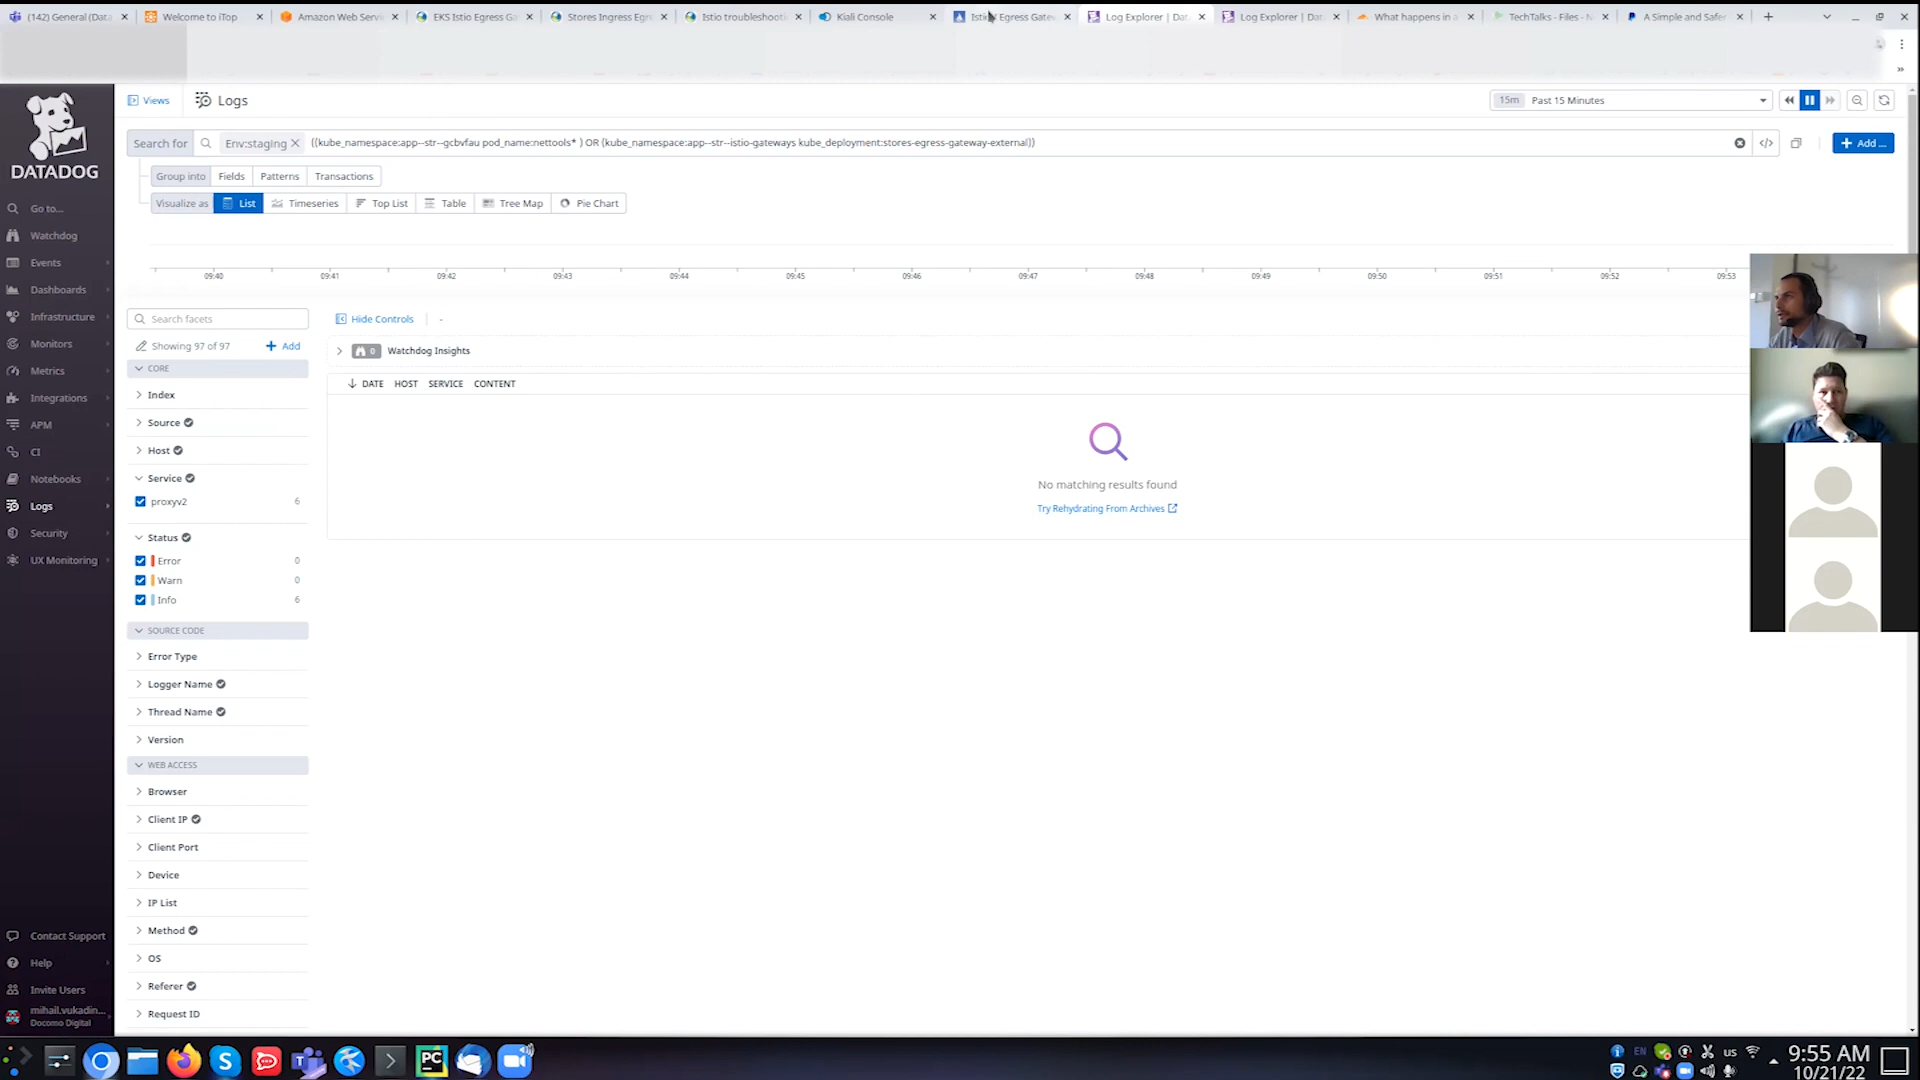 (142) General (Data
Welcome to iTop
Amazon Web Servi
EKS Istio Egress Ga
Stores Ingress Egre
Istio troubleshooti
Kiali Console
Egress Gatew
Log Explorer | Dat
Log Explorer | Dat
What happens in a
TechTalks - Files - N
A Simple and Safer
Views
Logs
15m
Past 15 Minutes
Search for
Env:staging
((kube_namespace:app--str--gcbvfau pod_name:nettools* ) OR (kube_namespace:app--str--istio-gateways kube_deployment:stores-egress-gateway-external))
Add ...
Group into
Fields
Patterns
Transactions
Visualize as
List
Timeseries
Top List
Table
Tree Map
Pie Chart
09:40
09:41
09:42
09:43
09:44
09:45
09:46
09:47
09:48
09:49
09:50
09:51
09:52
09:53
DATADOG
Go to...
Watchdog
Events
Dashboards
Infrastructure
Monitors
Metrics
Integrations
APM
CI
Notebooks
Logs
Security
UX Monitoring
Contact Support
Help
Invite Users
mihail.vukadin...
Docomo Digital
Search facets
Showing 97 of 97
Add
CORE
Index
Source
Host
Service
proxyv2 6
Status
Error 0
Warn 0
Info 6
SOURCE CODE
Error Type
Logger Name
Thread Name
Version
WEB ACCESS
Browser
Client IP
Client Port
Device
IP List
Method
OS
Referer
Request ID
Hide Controls
-
0
Watchdog Insights
DATE HOST SERVICE CONTENT
No matching results found
Try Rehydrating From Archives
PC
EN
us
9:55 AM
10/21/22